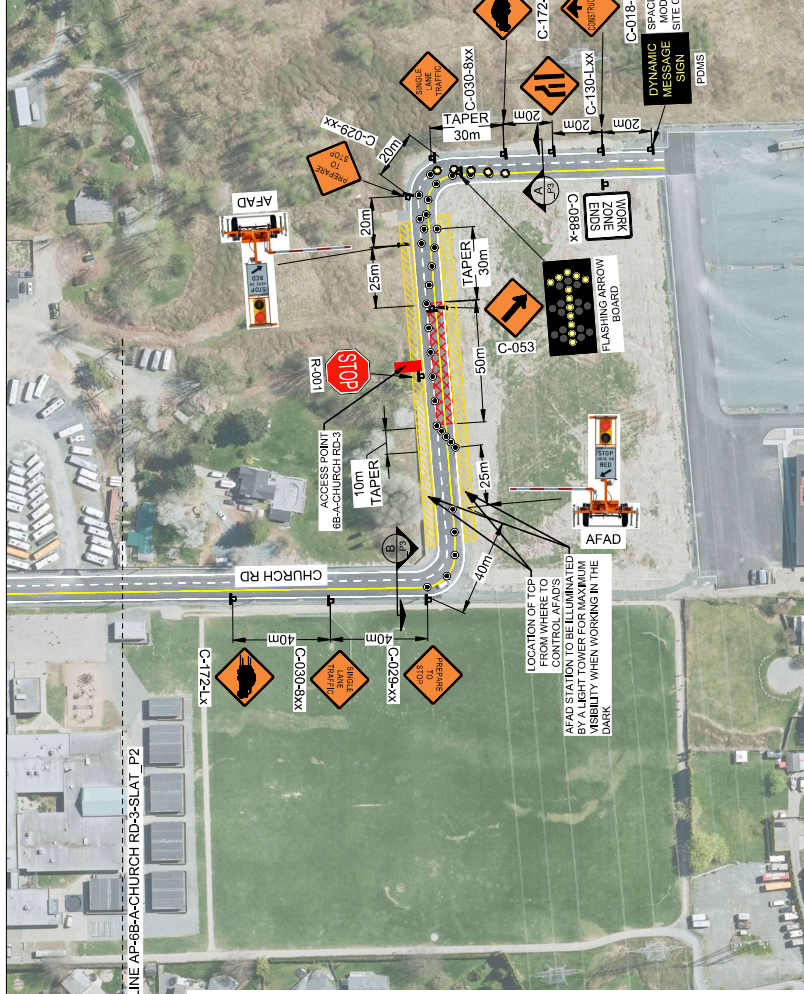 C-172-
C-018-
SPAC
MOD
SITE C
CONSTRUC
DYNAMIC
MESSAGE
SIGN
PDMS
SINGLE
LANE
TRAFFIC
C-030-8xx
C-130-Lxx
TAPER
30m
20m
20m
20m
C-029-xx
20m
PREPARE
TO
STOP
A
P3
C-088-x
WORK
ZONE
ENDS
AFAD
STOP
HERE ON
RED
20m
25m
TAPER
30m
C-053
FLASHING ARROW
BOARD
R-001
STOP
50m
ACCESS POINT
6B-A-CHURCH RD-3
10m
TAPER
25m
STOP
HERE ON
RED
AFAD
B
P3
CHURCH RD
40m
LOCATION OF TCP
FROM WHERE TO
CONTROL AFAD'S
AFAD STATION TO BE ILLUMINATED
BY A LIGHT TOWER FOR MAXIMUM
VISIBILITY WHEN WORKING IN THE
DARK
40m
40m
C-172-Lx
C-030-8xx
SINGLE
LANE
TRAFFIC
C-029-xx
PREPARE
TO
STOP
LINE AP-6B-A-CHURCH RD-3-SLAT_P2